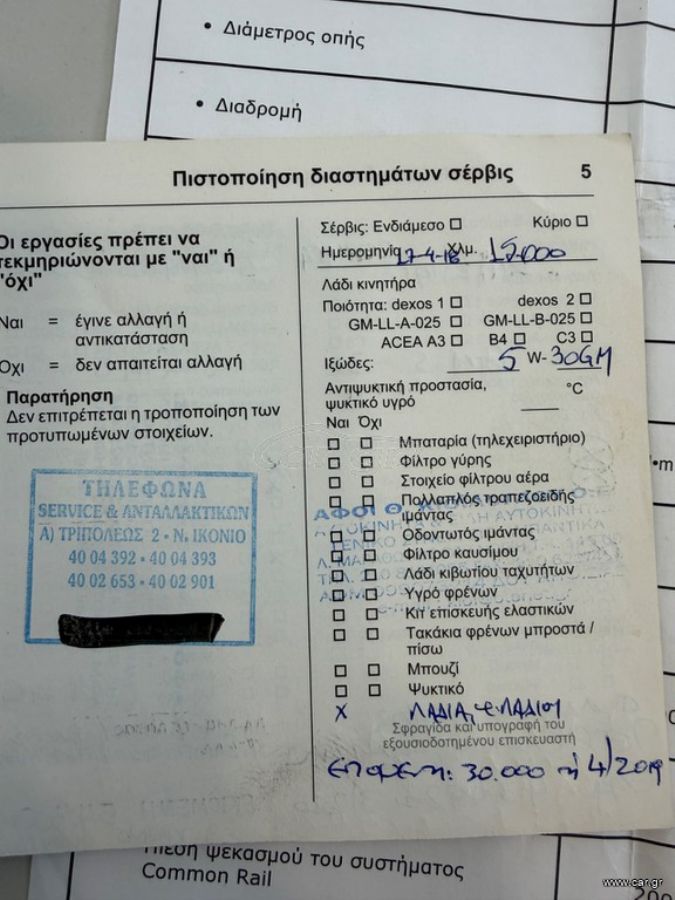 • Διάμετρος οπής
• Διαδρομή
Πιστοποίηση διαστημάτων σέρβις 5
Οι εργασίες πρέπει να
τεκμηριώνονται με "ναι" ή
"όχι"
Ναι = έγινε αλλαγή ή
αντικατάσταση
Όχι = δεν απαιτείται αλλαγή
Παρατήρηση
Δεν επιτρέπεται η τροποποίηση των
προτυπωμένων στοιχείων.
ΤΗΛΕΦΩΝΑ
SERVICE & ΑΝΤΑΛΛΑΚΤΙΚΩΝ
Α) ΤΡΙΠΟΛΕΩΣ 2 • Ν. ΙΚΟΝΙΟ
40 04 392 • 40 04 393
40 02 653 • 40 02 901
Σέρβις: Ενδιάμεσο □ Κύριο □
Ημερομηνία 17-4-18 Χλμ. 15.000
Λάδι κινητήρα
Ποιότητα: dexos 1 □ dexos 2 □
GM-LL-A-025 □ GM-LL-B-025 □
ACEA A3 □ B4 □ C3 □
Ιξώδες: 5 W- 30GM
Αντιψυκτική προστασία,
ψυκτικό υγρό °C
Ναι Όχι
□ □ Μπαταρία (τηλεχειριστήριο)
□ □ Φίλτρο γύρης
□ □ Στοιχείο φίλτρου αέρα
□ □ Πολλαπλός τραπεζοειδής
ιμάντας
□ □ Οδοντωτός ιμάντας
□ □ Φίλτρο καυσίμου
□ □ Λάδι κιβωτίου ταχυτήτων
□ □ Υγρό φρένων
□ □ Κιτ επισκευής ελαστικών
□ □ Τακάκια φρένων μπροστά /
πίσω
□ □ Μπουζί
□ □ Ψυκτικό
X ΛΑΔΙΑ, Φ. ΛΑΔΙΟΥ
Σφραγίδα και υπογραφή του
εξουσιοδοτημένου επισκευαστή
επομενη: 30.000 ή 4/2019
Πίεση ψεκασμού του συστήματος
Common Rail
www.car.gr